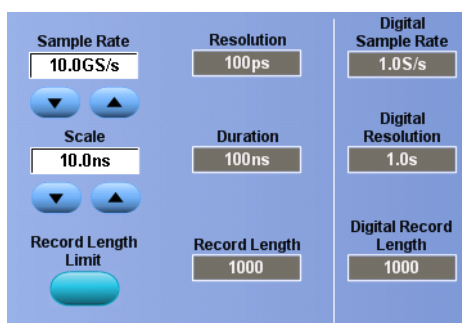 Sample Rate
10.0GS/s
Scale
10.0ns
Record Length
Limit
Resolution
100ps
Duration
100ns
Record Length
1000
Digital
Sample Rate
1.0S/s
Digital
Resolution
1.0s
Digital Record
Length
1000